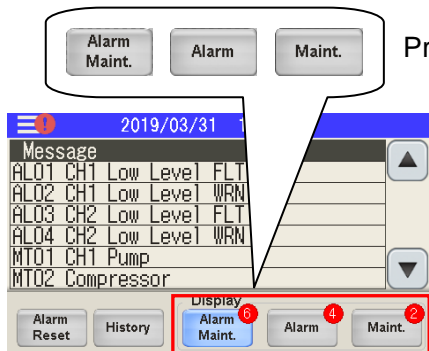 Alarm
Maint.
Alarm
Maint.
Pr
2019/03/31 1
Message
AL01 CH1 Low Level FLT
AL02 CH1 Low Level WRN
AL03 CH2 Low Level FLT
AL04 CH2 Low Level WRN
MT01 CH1 Pump
MT02 Compressor
Display
Alarm
Reset
History
Alarm
Maint.
6
Alarm
4
Maint.
2